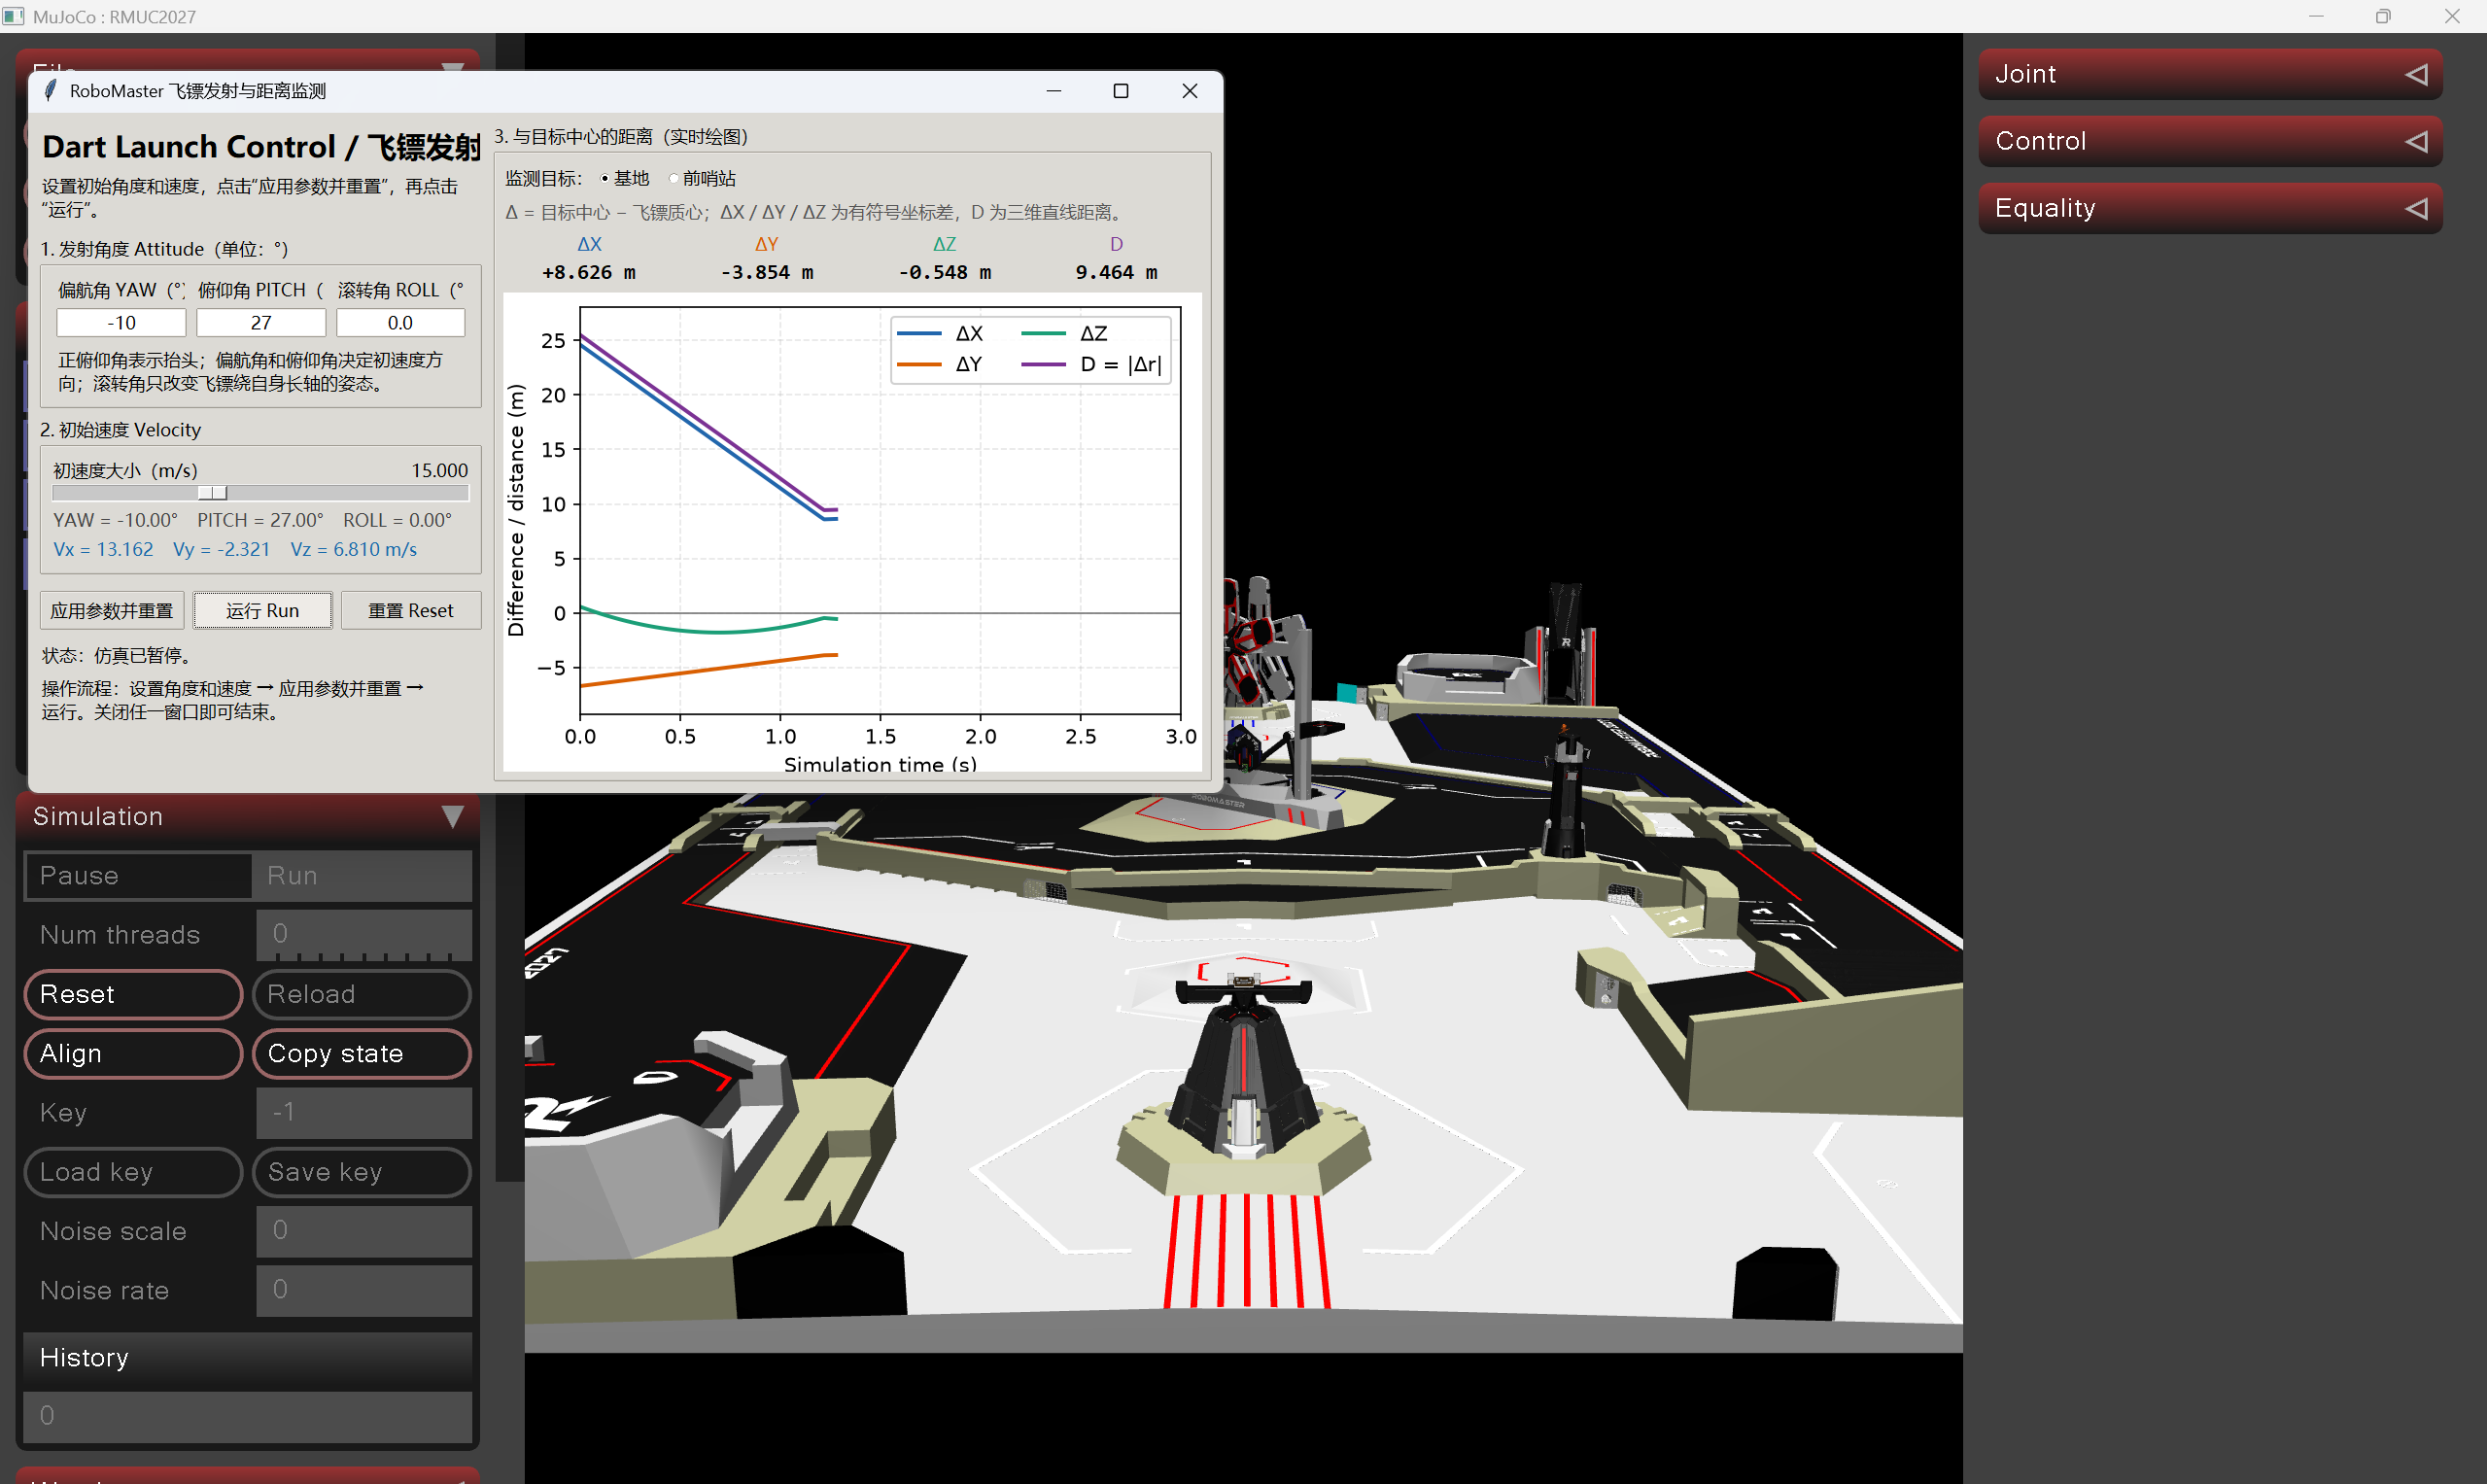 MuJoCo : RMUC2027
File
RoboMaster 飞镖发射与距离监测
Dart Launch Control / 飞镖发射
设置初始角度和速度，点击“应用参数并重置”，再点击
“运行”。
1. 发射角度 Attitude（单位：°）
偏航角 YAW（°） 俯仰角 PITCH（ 滚转角 ROLL（°
-10 27 0.0
正俯仰角表示抬头；偏航角和俯仰角决定初速度方
向；滚转角只改变飞镖绕自身长轴的姿态。
2. 初始速度 Velocity
初速度大小（m/s） 15.000
YAW = -10.00° PITCH = 27.00° ROLL = 0.00°
Vx = 13.162 Vy = -2.321 Vz = 6.810 m/s
应用参数并重置 运行 Run 重置 Reset
状态：仿真已暂停。
操作流程：设置角度和速度 → 应用参数并重置 →
运行。关闭任一窗口即可结束。
3. 与目标中心的距离（实时绘图）
监测目标： 基地 前哨站
Δ = 目标中心 − 飞镖质心；ΔX / ΔY / ΔZ 为有符号坐标差，D 为三维直线距离。
ΔX ΔY ΔZ D
+8.626 m -3.854 m -0.548 m 9.464 m
Difference / distance (m)
25
20
15
10
5
0
−5
ΔX ΔZ
ΔY D = |Δr|
0.0 0.5 1.0 1.5 2.0 2.5 3.0
Simulation time (s)
Simulation
Pause Run
Num threads 0
Reset Reload
Align Copy state
Key -1
Load key Save key
Noise scale 0
Noise rate 0
History
0
Joint
Control
Equality
ROBOMASTER
2027